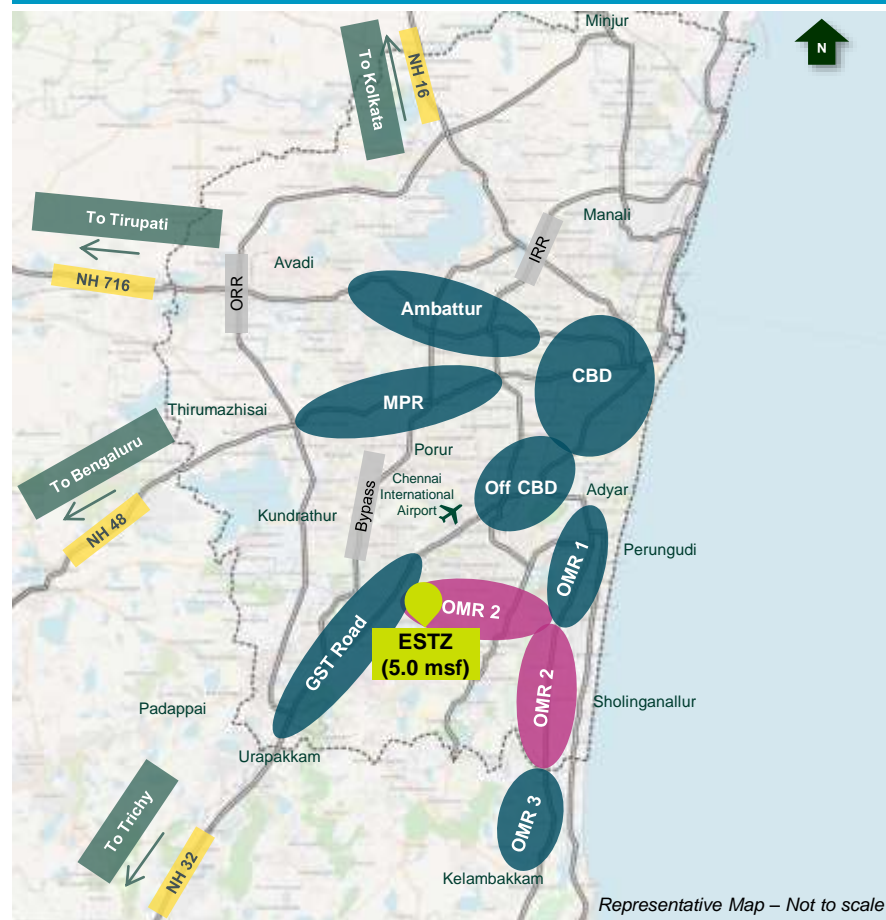 Minjur
N
To Kolkata
NH 16
To Tirupati
Manali
IRR
Avadi
ORR
NH 716
Ambattur
CBD
MPR
Thirumazhisai
To Bengaluru
Porur
Chennai
International
Airport
Off CBD
Adyar
Bypass
Kundrathur
NH 48
OMR 1
Perungudi
OMR 2
ESTZ
(5.0 msf)
GST Road
OMR 2
Sholinganallur
Padappai
Urapakkam
To Trichy
OMR 3
NH 32
Kelambakkam
Representative Map – Not to scale